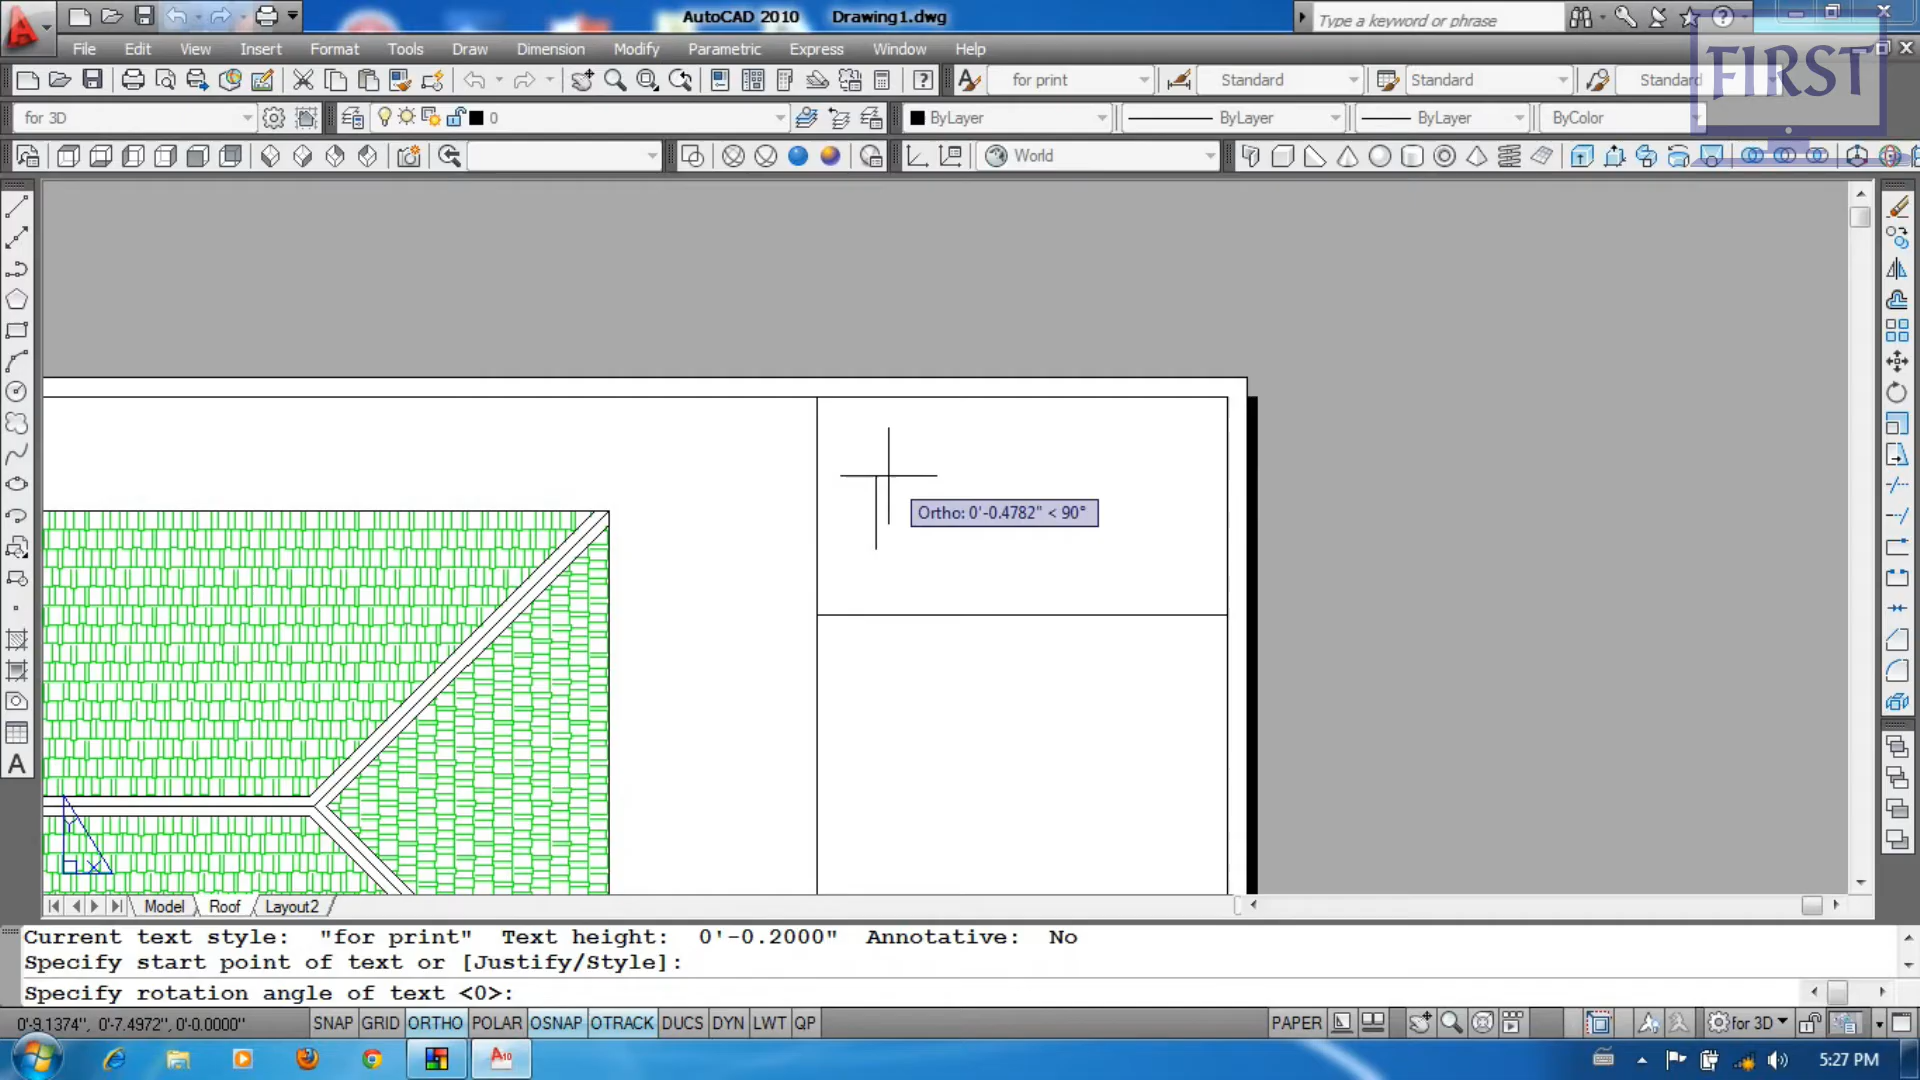 AutoCAD 2010 Drawing1.dwg
Type a keyword or phrase
FIRST
File Edit View Insert Format Tools Draw Dimension Modify Parametric Express Window Help
for print Standard Standard Standard
for 3D 0 ByLayer ByLayer ByLayer ByColor
World
Ortho: 0'-0.4782" < 90°
Model Roof Layout2
Current text style: "for print" Text height: 0'-0.2000" Annotative: No
Specify start point of text or [Justify/Style]:
Specify rotation angle of text <0>:
0'-9.1374", 0'-7.4972", 0'-0.0000" SNAP GRID ORTHO POLAR OSNAP OTRACK DUCS DYN LWT QP PAPER for 3D
5:27 PM